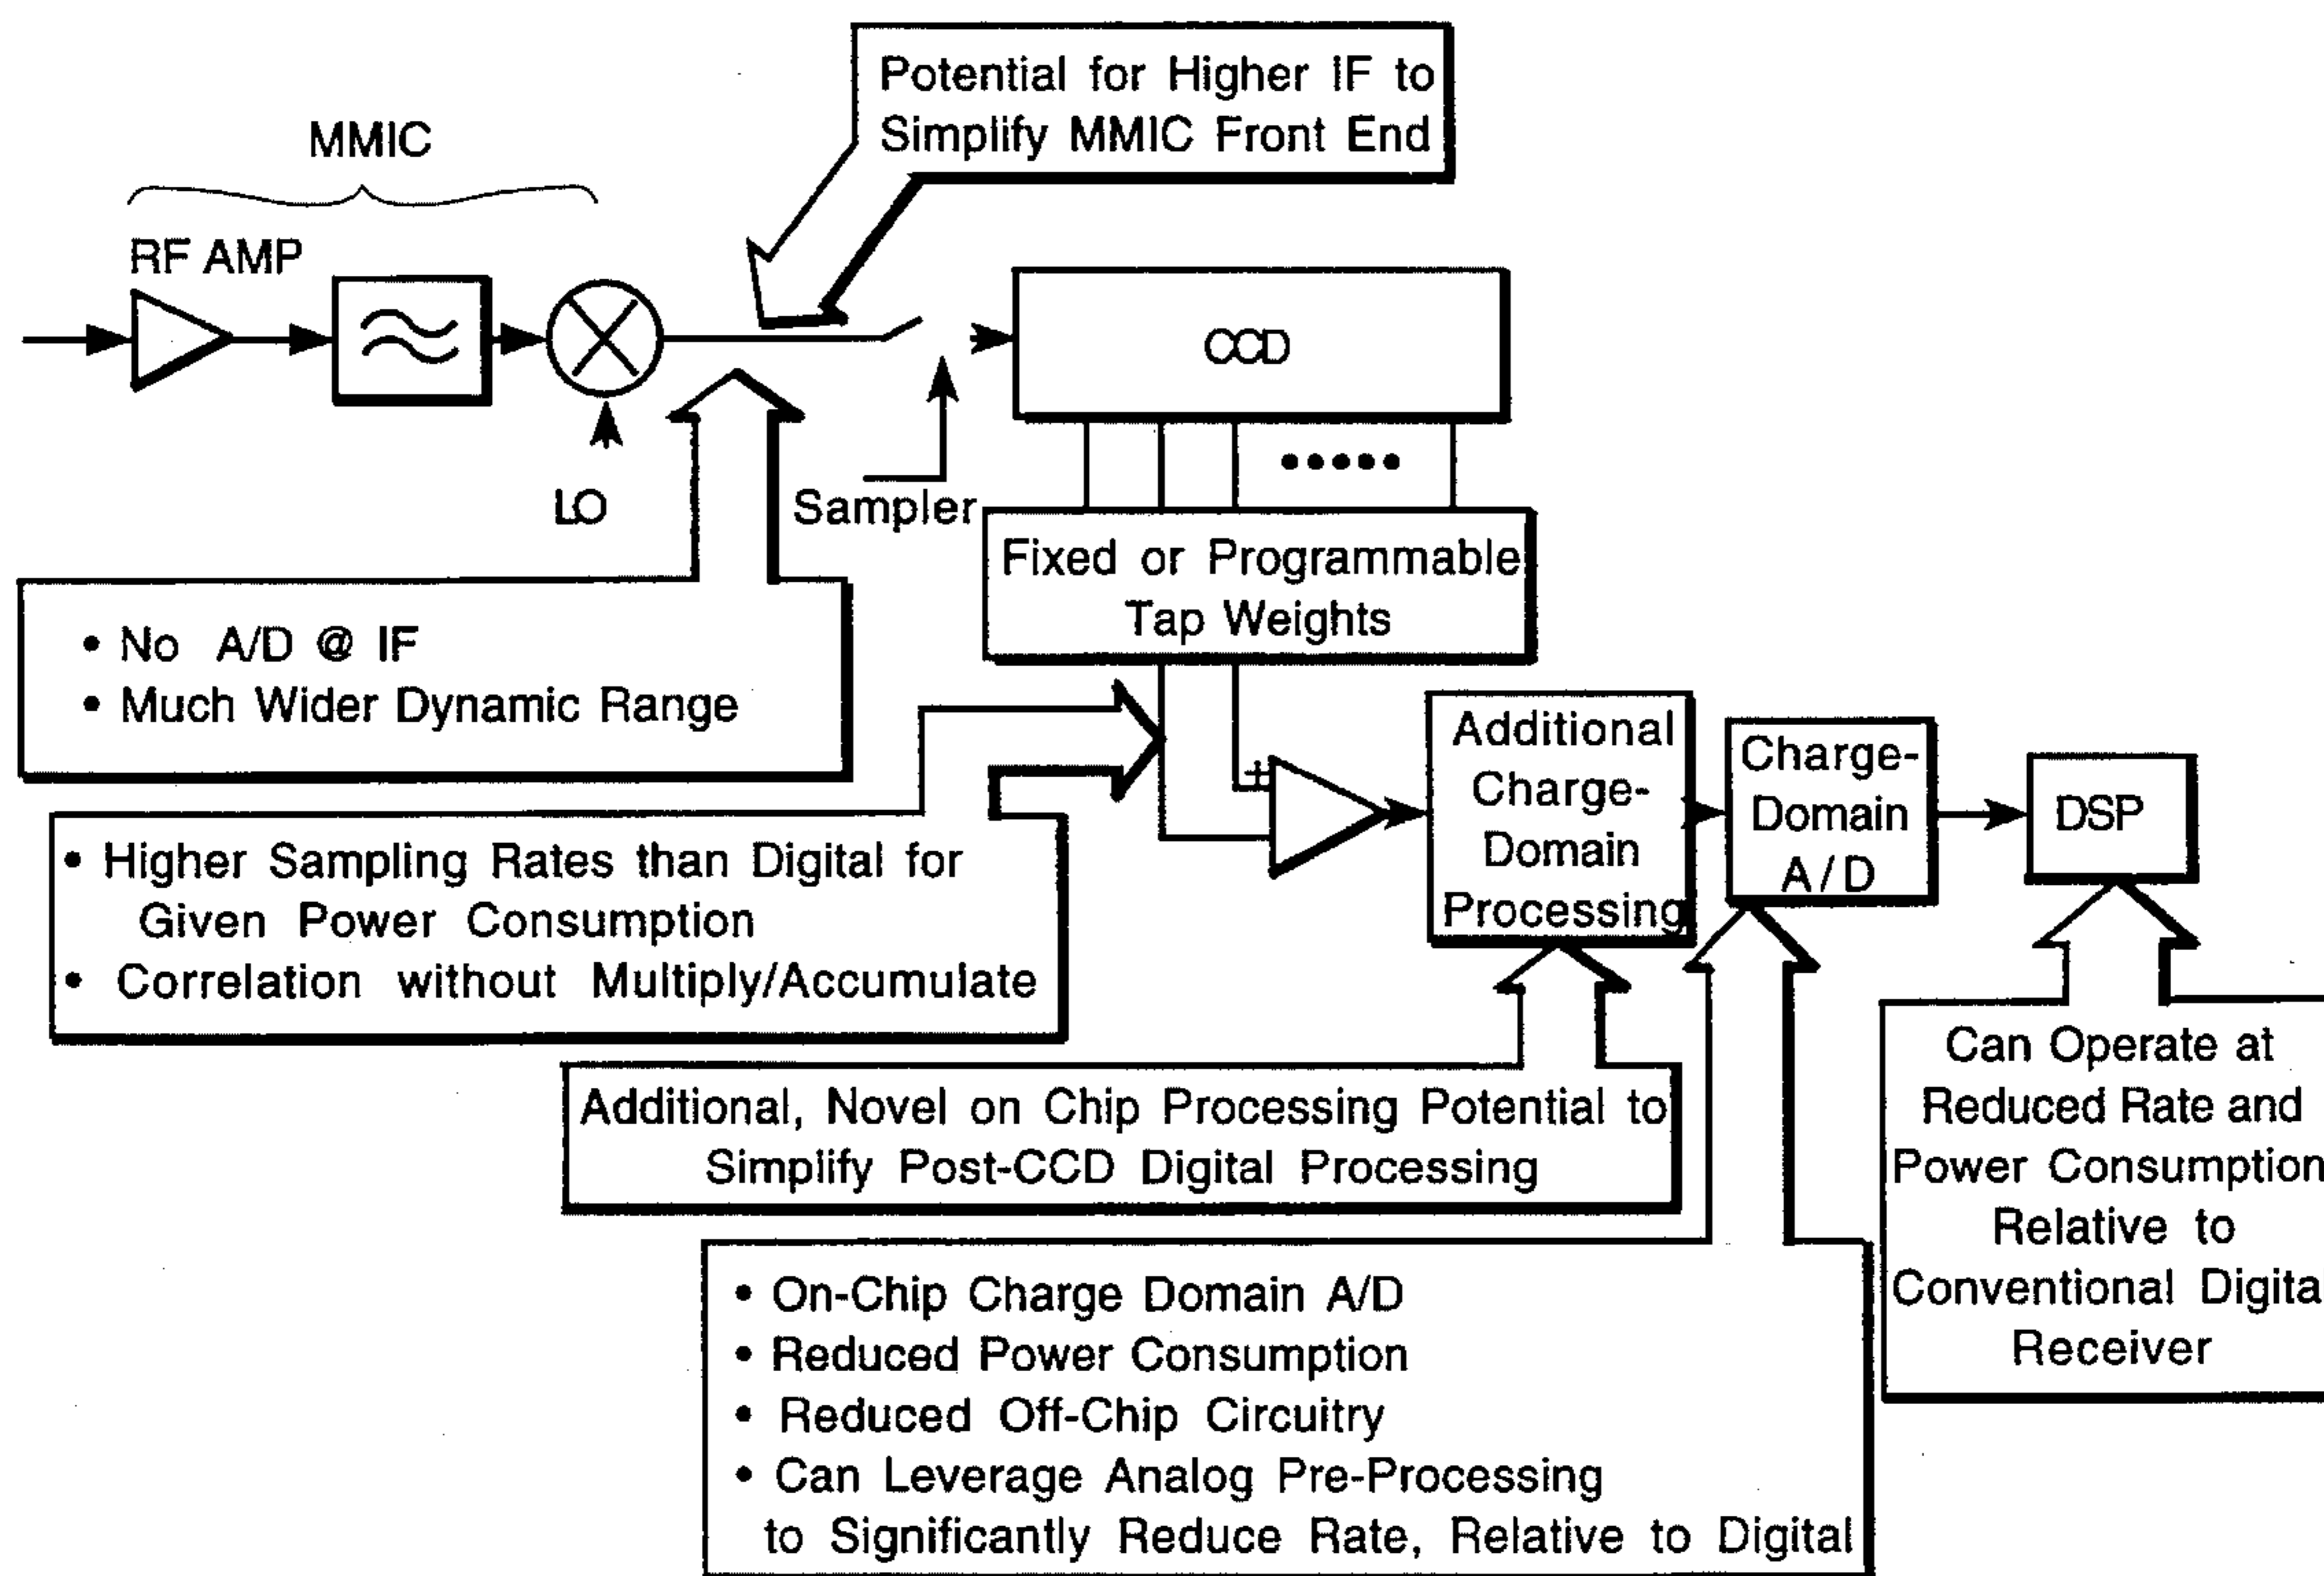 Potential for Higher IF to
Simplify MMIC Front End
MMIC
RF AMP
CCD
LO
Sampler
Fixed or Programmable
Tap Weights
• No A/D @ IF
• Much Wider Dynamic Range
+
Additional
Charge-
Domain
Processing
Charge-
Domain
A/D
DSP
• Higher Sampling Rates than Digital for
Given Power Consumption
• Correlation without Multiply/Accumulate
Additional, Novel on Chip Processing Potential to
Simplify Post-CCD Digital Processing
Can Operate at
Reduced Rate and
Power Consumption
Relative to
Conventional Digital
Receiver
• On-Chip Charge Domain A/D
• Reduced Power Consumption
• Reduced Off-Chip Circuitry
• Can Leverage Analog Pre-Processing
to Significantly Reduce Rate, Relative to Digital